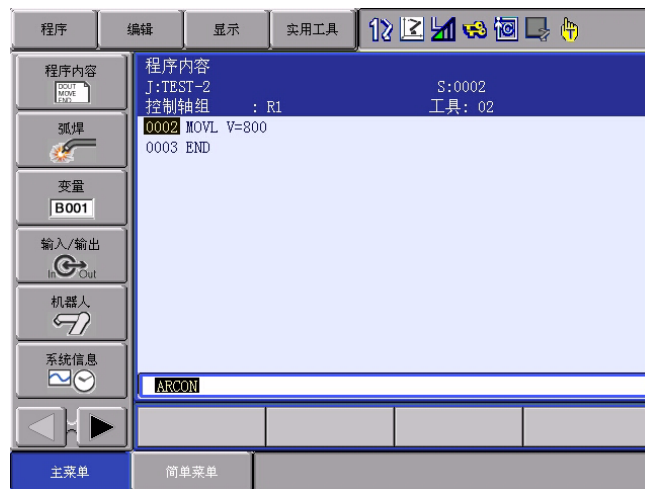 程序
编辑
显示
实用工具
程序内容
DOUT
MOVE
END
弧焊
变量
B001
输入/输出
In Out
机器人
系统信息
程序内容
J:TEST-2 S:0002
控制轴组 : R1 工具: 02
0002 MOVL V=800
0003 END
ARCON
主菜单
简单菜单